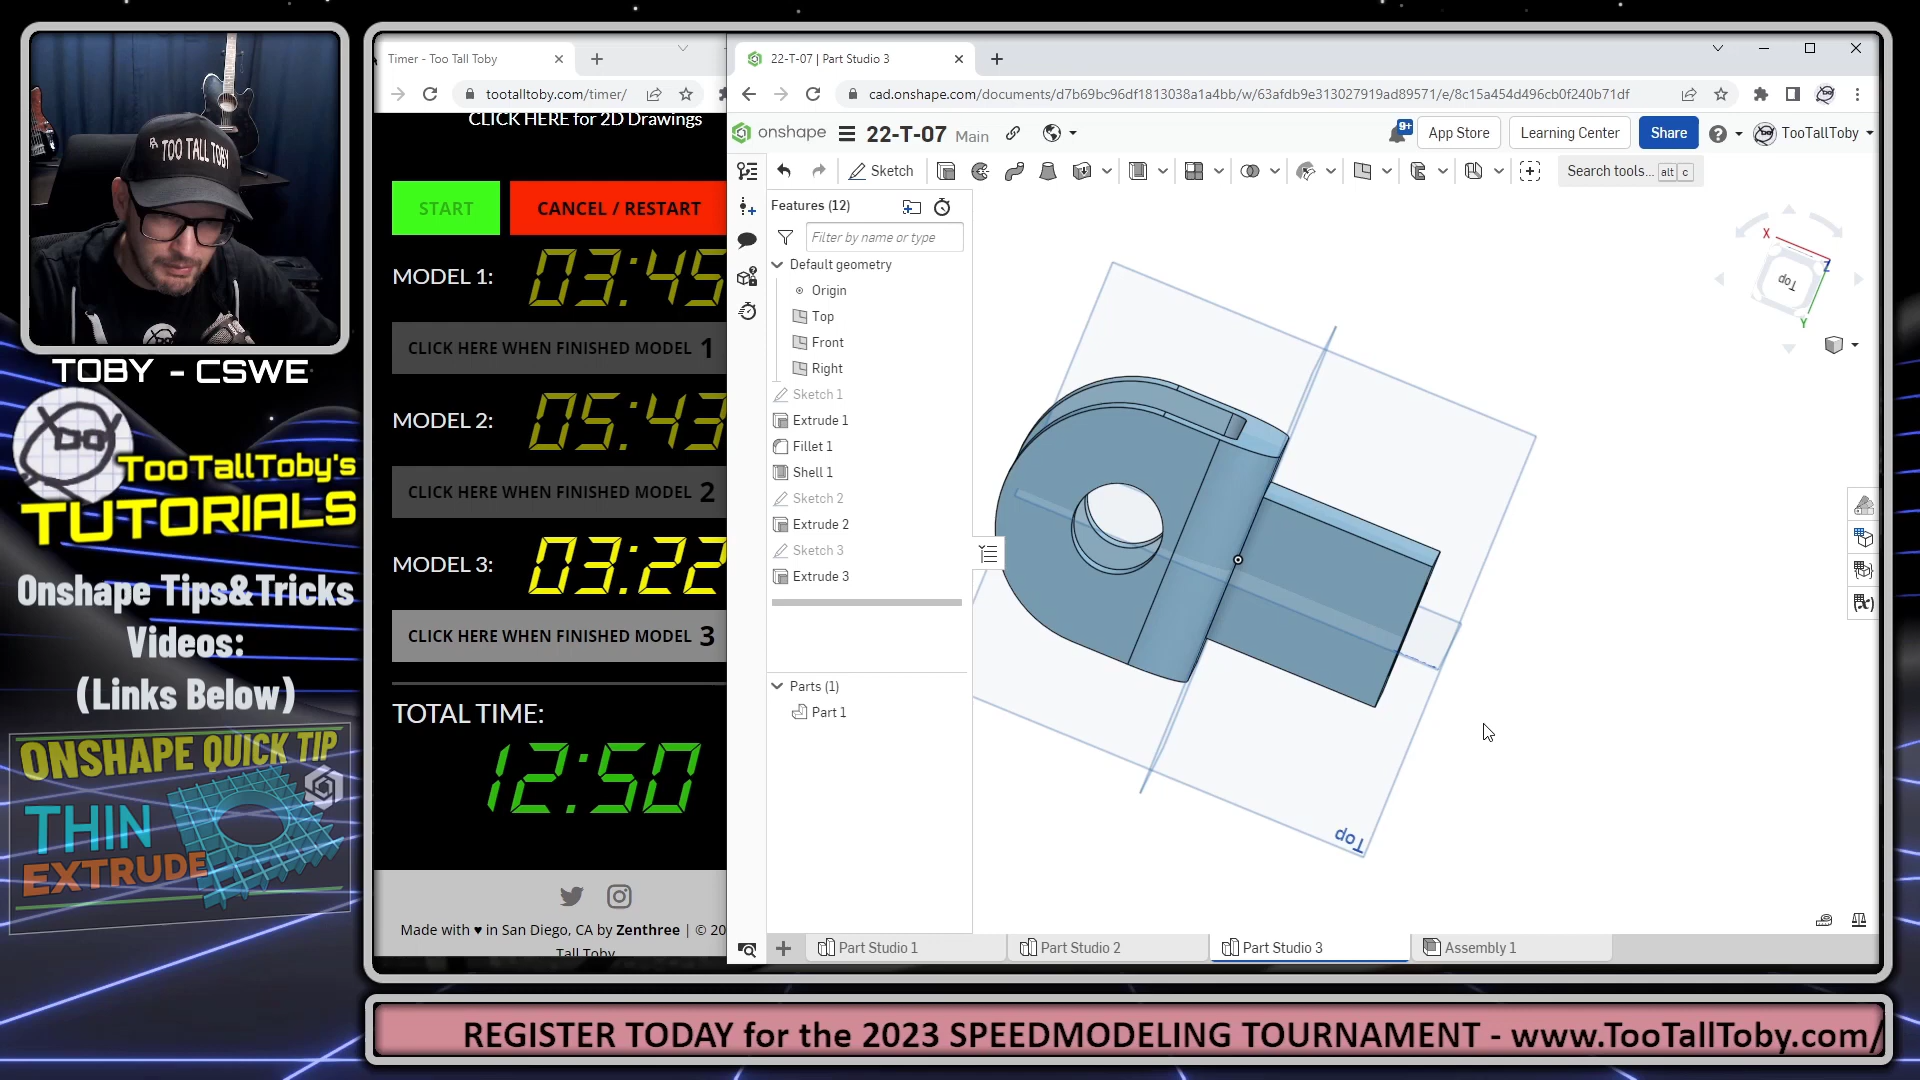 TOO TALL TOBY
TOBY - CSWE
TooTallToby's
TUTORIALS
Onshape Tips&Tricks
Videos:
(Links Below)
ONSHAPE QUICK TIP
THIN
EXTRUDE
Timer - Too Tall Toby
tootalltoby.com/timer/
CLICK HERE for 2D Drawings
START
CANCEL / RESTART
MODEL 1:
03:45
CLICK HERE WHEN FINISHED MODEL 1
MODEL 2:
05:43
CLICK HERE WHEN FINISHED MODEL 2
MODEL 3:
03:22
CLICK HERE WHEN FINISHED MODEL 3
TOTAL TIME:
12:50
Made with ♥ in San Diego, CA by Zenthree | © 20
Tall Toby
22-T-07 | Part Studio 3
cad.onshape.com/documents/d7b69bc96df1813038a1a4bb/w/63afdb9e313027919ad89571/e/8c15a454d496cb0f240b71df
onshape
22-T-07 Main
9+
App Store
Learning Center
Share
TooTallToby
Sketch
Search tools... alt c
Features (12)
Filter by name or type
Default geometry
Origin
Top
Front
Right
Sketch 1
Extrude 1
Fillet 1
Shell 1
Sketch 2
Extrude 2
Sketch 3
Extrude 3
Parts (1)
Part 1
X
Z
Top
Y
Top
Part Studio 1
Part Studio 2
Part Studio 3
Assembly 1
REGISTER TODAY for the 2023 SPEEDMODELING TOURNAMENT - www.TooTallToby.com/